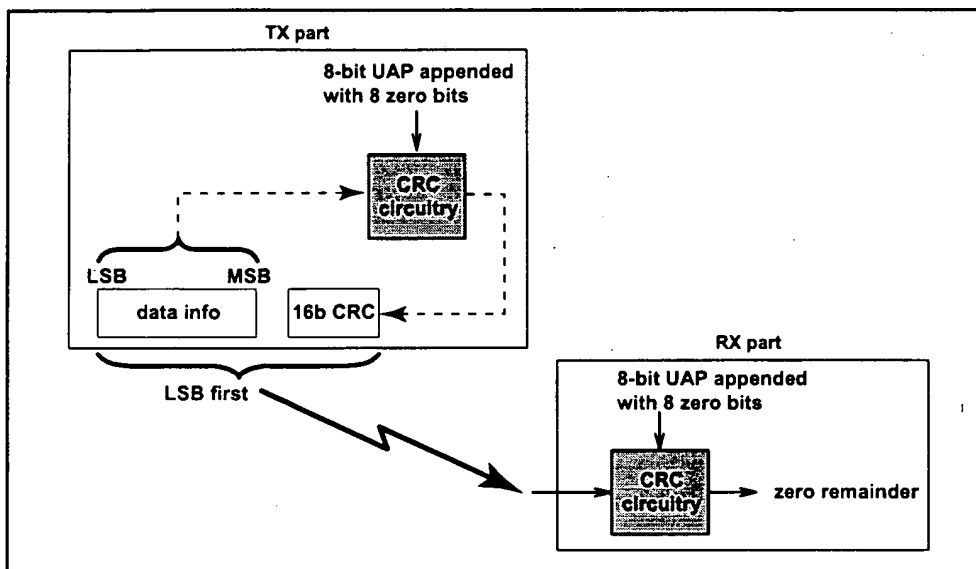 TX part
8-bit UAP appended
with 8 zero bits
CRC
circuitry
LSB
MSB
data info
16b CRC
LSB first
RX part
8-bit UAP appended
with 8 zero bits
CRC
circuitry
zero remainder